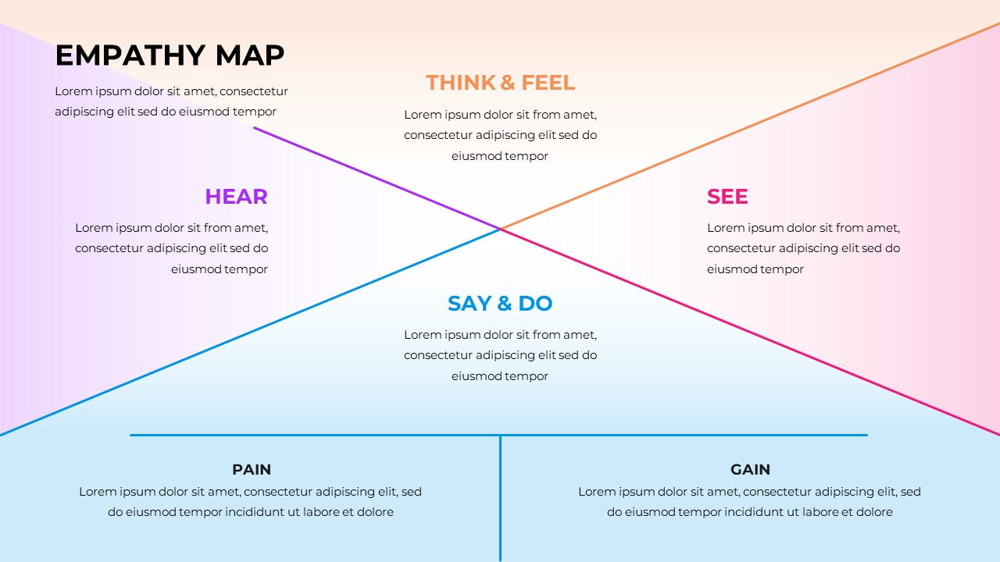 EMPATHY MAP
Lorem ipsum dolor sit amet, consectetur
adipiscing elit sed do eiusmod tempor
THINK & FEEL
Lorem ipsum dolor sit from amet,
consectetur adipiscing elit sed do
eiusmod tempor
HEAR
Lorem ipsum dolor sit from amet,
consectetur adipiscing elit sed do
eiusmod tempor
SEE
Lorem ipsum dolor sit from amet,
consectetur adipiscing elit sed do
eiusmod tempor
SAY & DO
Lorem ipsum dolor sit from amet,
consectetur adipiscing elit sed do
eiusmod tempor
PAIN
Lorem ipsum dolor sit amet, consectetur adipiscing elit, sed
do eiusmod tempor incididunt ut labore et dolore
GAIN
Lorem ipsum dolor sit amet, consectetur adipiscing elit, sed
do eiusmod tempor incididunt ut labore et dolore